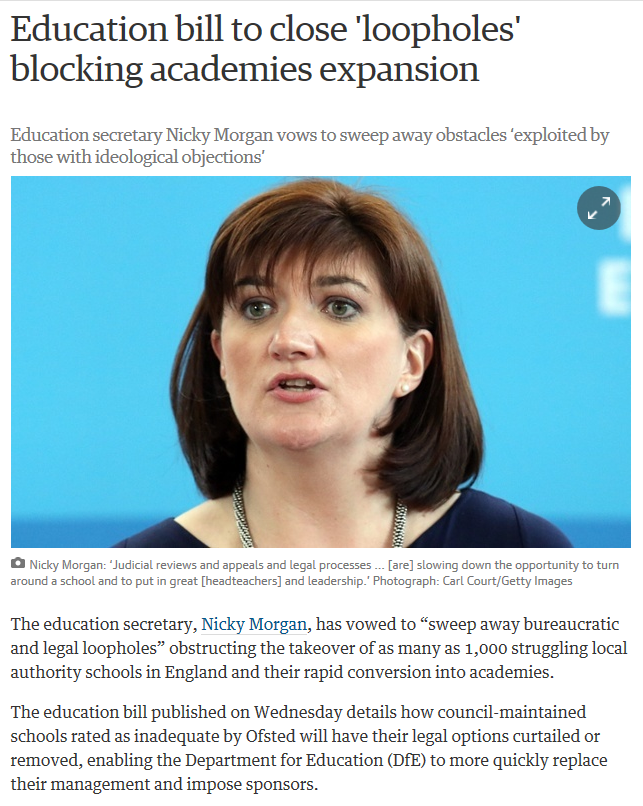 Education bill to close 'loopholes'
blocking academies expansion
Education secretary Nicky Morgan vows to sweep away obstacles ‘exploited by
those with ideological objections’
Nicky Morgan: ‘Judicial reviews and appeals and legal processes ... [are] slowing down the opportunity to turn
around a school and to put in great [headteachers] and leadership.’ Photograph: Carl Court/Getty Images
The education secretary, Nicky Morgan, has vowed to “sweep away bureaucratic
and legal loopholes” obstructing the takeover of as many as 1,000 struggling local
authority schools in England and their rapid conversion into academies.
The education bill published on Wednesday details how council-maintained
schools rated as inadequate by Ofsted will have their legal options curtailed or
removed, enabling the Department for Education (DfE) to more quickly replace
their management and impose sponsors.